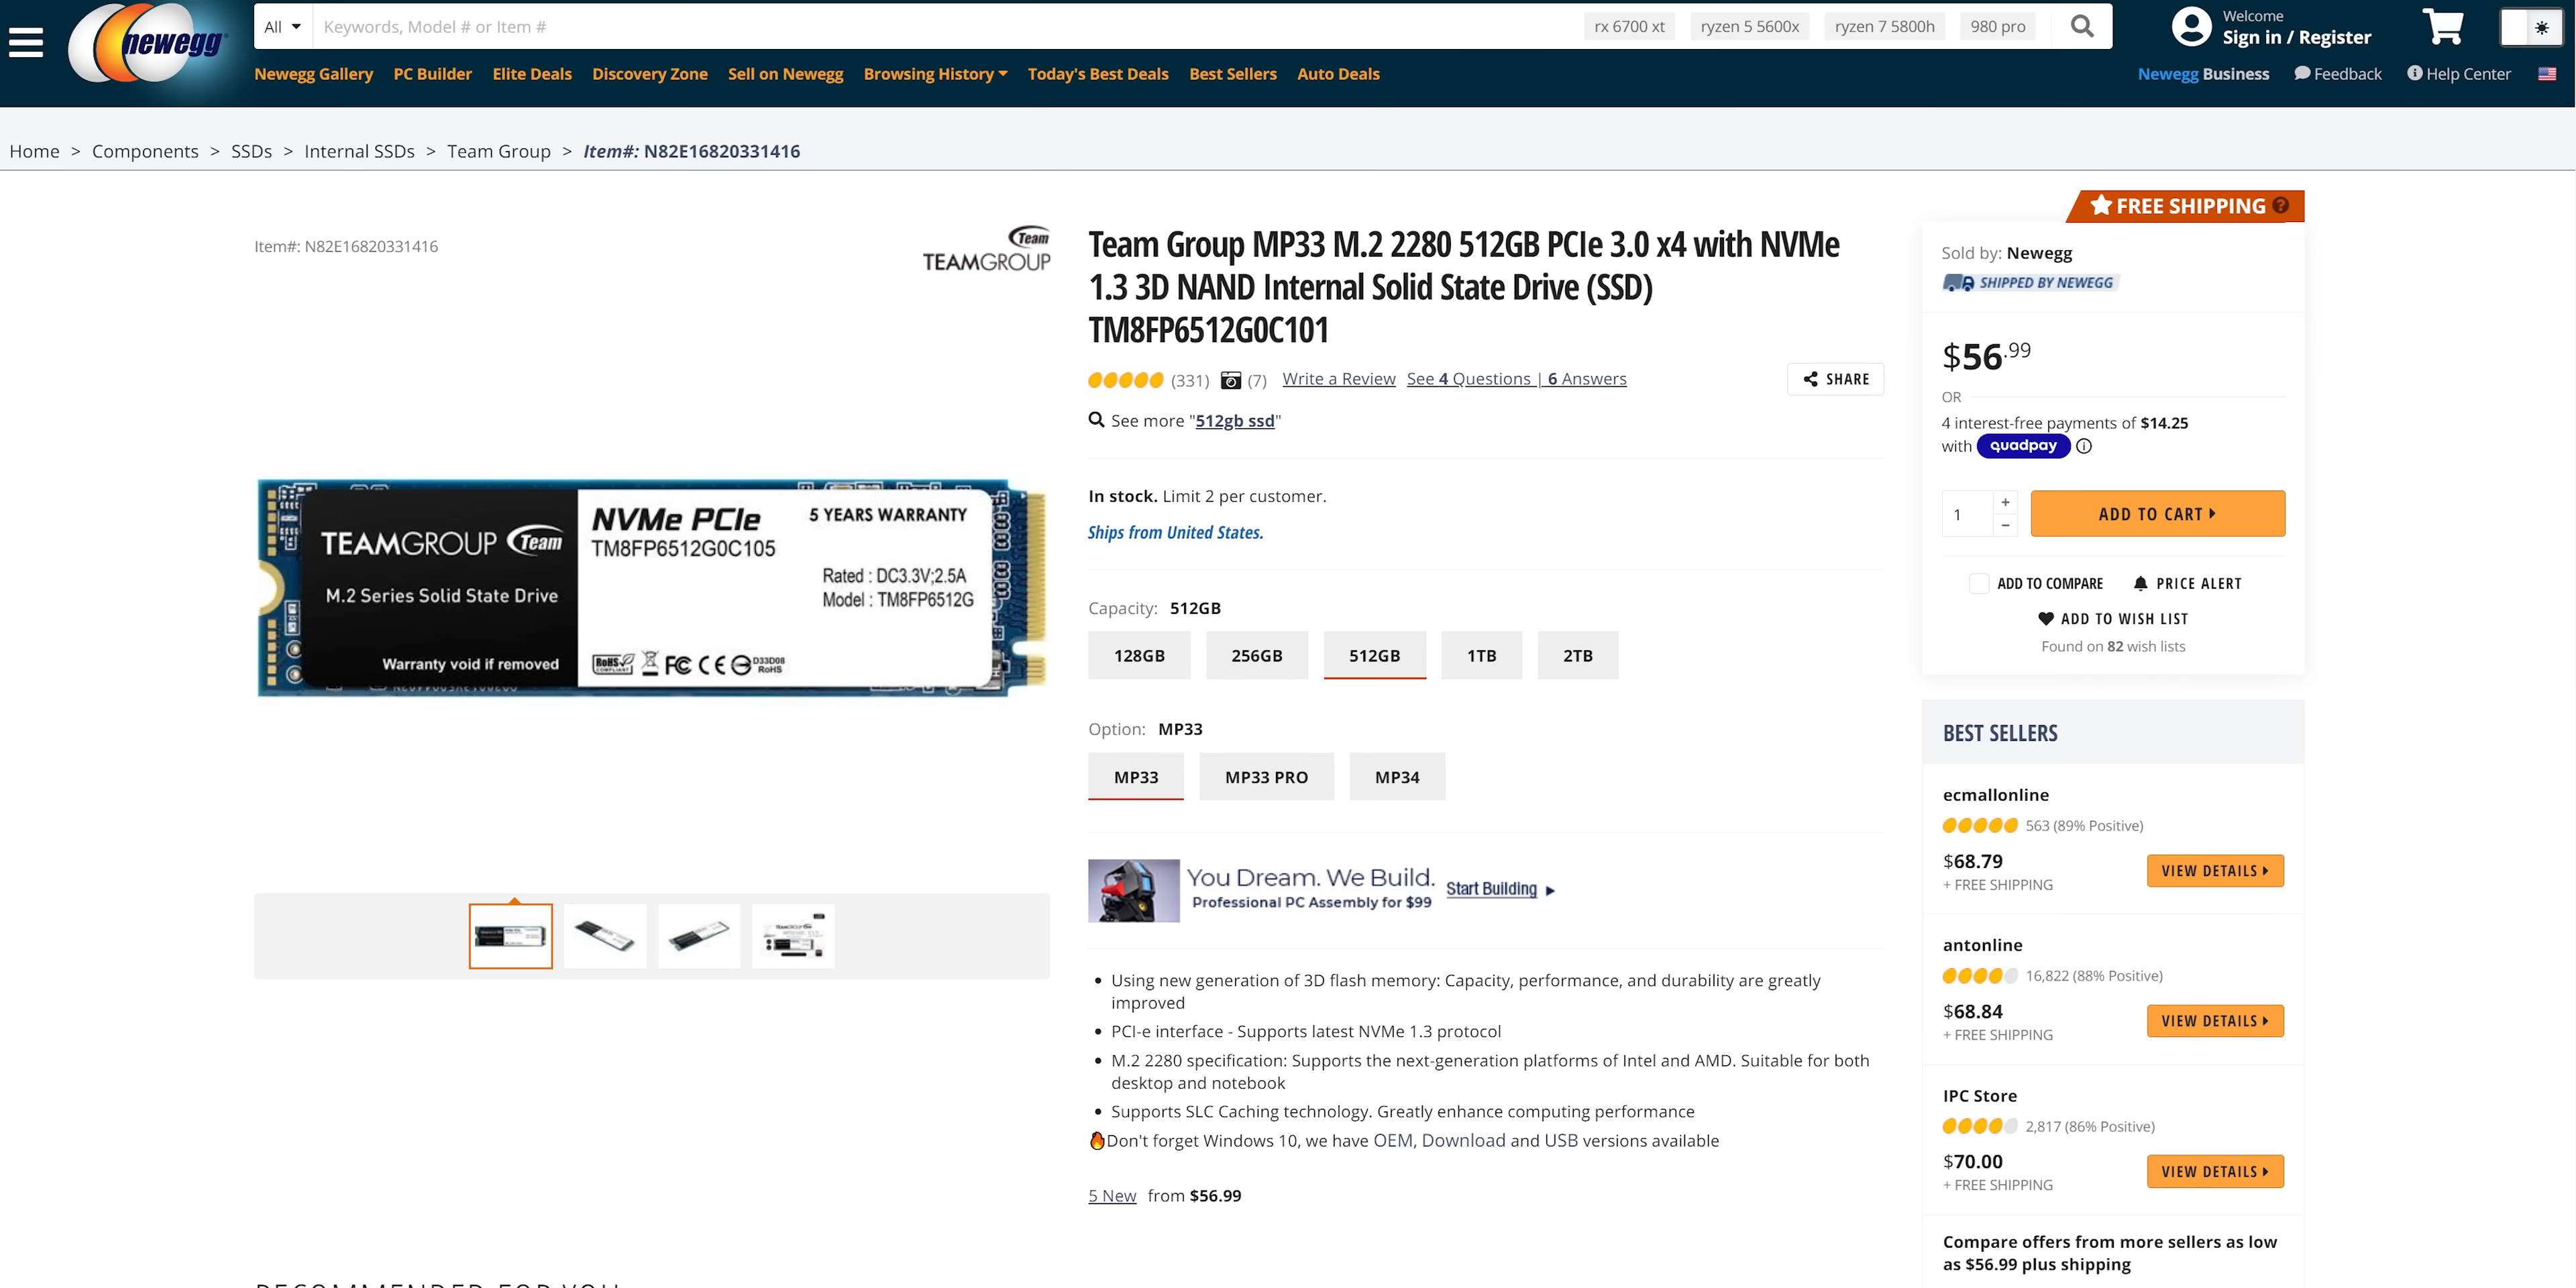 newegg
All
Keywords, Model # or Item #
rx 6700 xt
ryzen 5 5600x
ryzen 7 5800h
980 pro
Welcome
Sign in / Register
Newegg Gallery
PC Builder
Elite Deals
Discovery Zone
Sell on Newegg
Browsing History
Today's Best Deals
Best Sellers
Auto Deals
Newegg Business
Feedback
Help Center
Home > Components > SSDs > Internal SSDs > Team Group > Item#: N82E16820331416
Item#: N82E16820331416
Team
TEAMGROUP
TEAMGROUP Team
M.2 Series Solid State Drive
Warranty void if removed
NVMe PCIe
TM8FP6512G0C105
5 YEARS WARRANTY
Rated : DC3.3V;2.5A
Model : TM8FP6512G
RoHS
COMPLIANT
FC CE
D33D08
RoHS
Team Group MP33 M.2 2280 512GB PCIe 3.0 x4 with NVMe
1.3 3D NAND Internal Solid State Drive (SSD)
TM8FP6512G0C101
(331) (7) Write a Review See 4 Questions | 6 Answers
SHARE
See more "512gb ssd"
In stock. Limit 2 per customer.
Ships from United States.
Capacity: 512GB
128GB
256GB
512GB
1TB
2TB
Option: MP33
MP33
MP33 PRO
MP34
You Dream. We Build.
Professional PC Assembly for $99
Start Building
• Using new generation of 3D flash memory: Capacity, performance, and durability are greatly
improved
• PCI-e interface - Supports latest NVMe 1.3 protocol
• M.2 2280 specification: Supports the next-generation platforms of Intel and AMD. Suitable for both
desktop and notebook
• Supports SLC Caching technology. Greatly enhance computing performance
🔥Don't forget Windows 10, we have OEM, Download and USB versions available
5 New from $56.99
FREE SHIPPING
Sold by: Newegg
SHIPPED BY NEWEGG
$56.99
OR
4 interest-free payments of $14.25
with quadpay
1
+
−
ADD TO CART
ADD TO COMPARE
PRICE ALERT
ADD TO WISH LIST
Found on 82 wish lists
BEST SELLERS
ecmallonline
563 (89% Positive)
$68.79
+ FREE SHIPPING
VIEW DETAILS
antonline
16,822 (88% Positive)
$68.84
+ FREE SHIPPING
VIEW DETAILS
IPC Store
2,817 (86% Positive)
$70.00
+ FREE SHIPPING
VIEW DETAILS
Compare offers from more sellers as low
as $56.99 plus shipping
RECOMMENDED FOR YOU